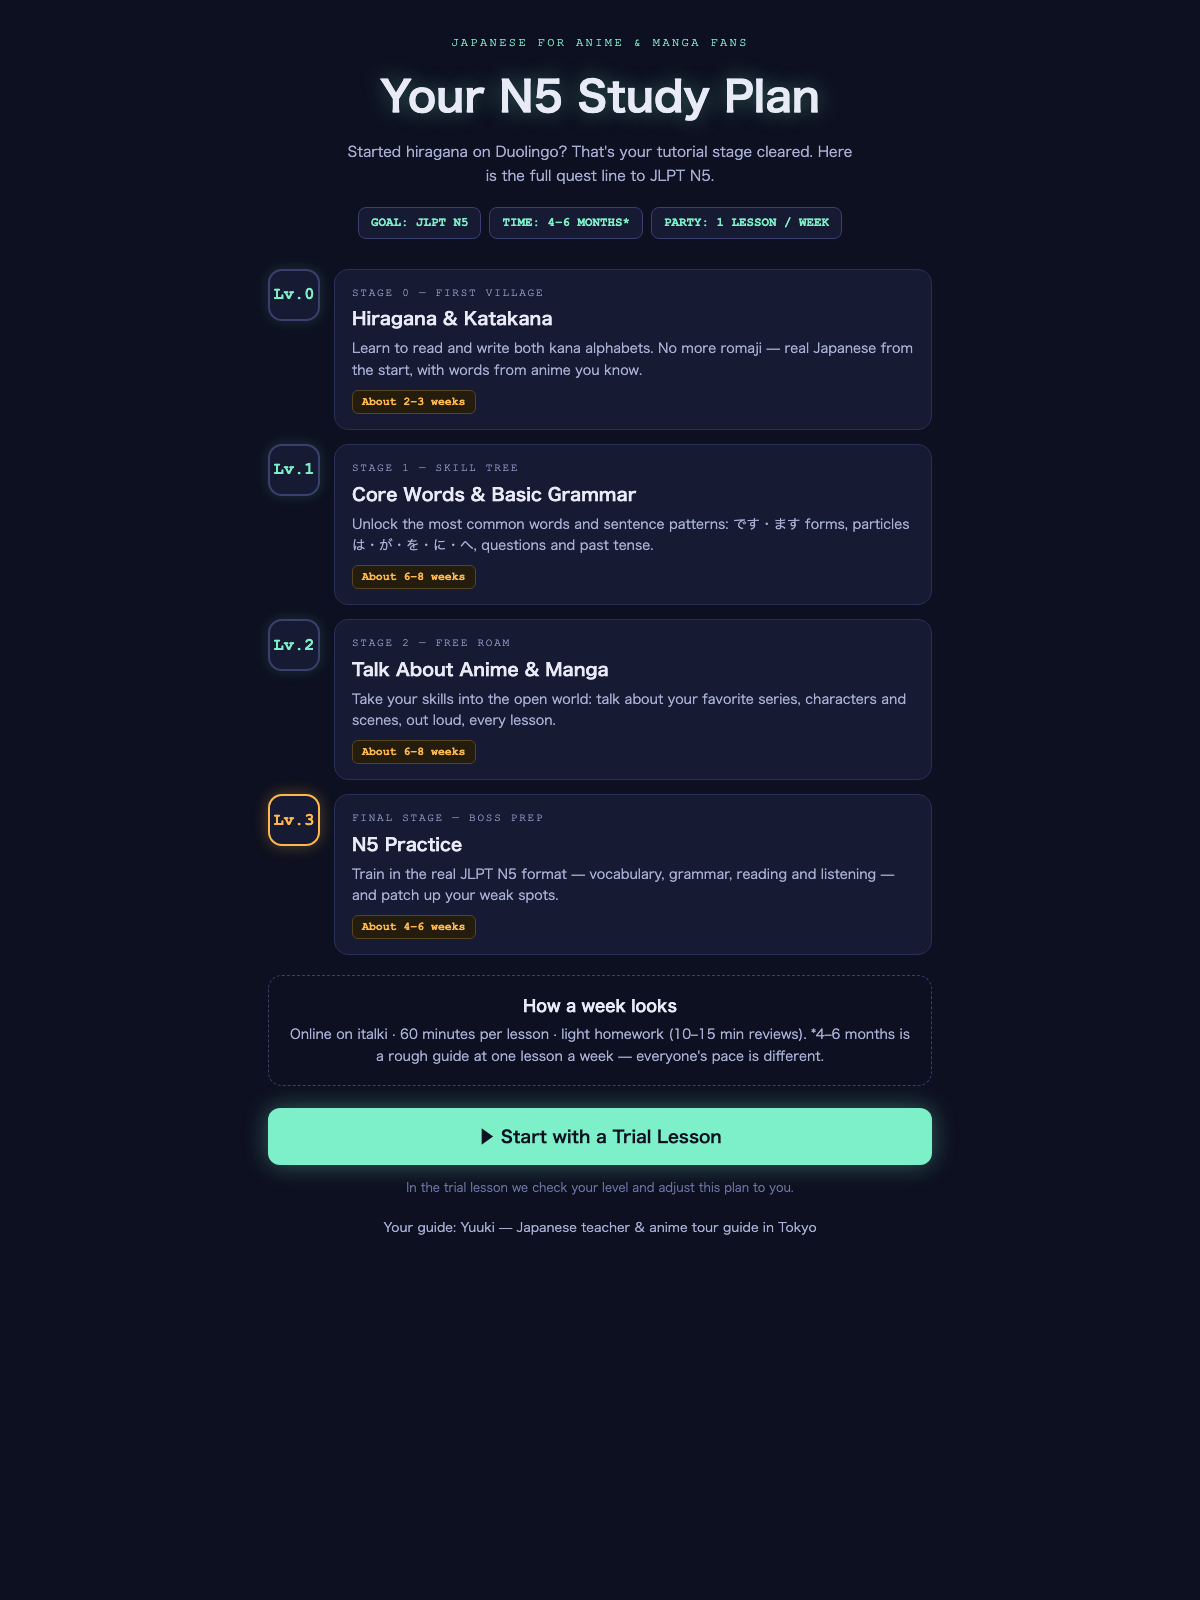 JAPANESE FOR ANIME & MANGA FANS
Your N5 Study Plan
Started hiragana on Duolingo? That's your tutorial stage cleared. Here
is the full quest line to JLPT N5.
GOAL: JLPT N5
TIME: 4–6 MONTHS*
PARTY: 1 LESSON / WEEK
Lv.0
STAGE 0 — FIRST VILLAGE
Hiragana & Katakana
Learn to read and write both kana alphabets. No more romaji — real Japanese from
the start, with words from anime you know.
About 2–3 weeks
Lv.1
STAGE 1 — SKILL TREE
Core Words & Basic Grammar
Unlock the most common words and sentence patterns: です・ます forms, particles
は・が・を・に・へ, questions and past tense.
About 6–8 weeks
Lv.2
STAGE 2 — FREE ROAM
Talk About Anime & Manga
Take your skills into the open world: talk about your favorite series, characters and
scenes, out loud, every lesson.
About 6–8 weeks
Lv.3
FINAL STAGE — BOSS PREP
N5 Practice
Train in the real JLPT N5 format — vocabulary, grammar, reading and listening —
and patch up your weak spots.
About 4–6 weeks
How a week looks
Online on italki · 60 minutes per lesson · light homework (10–15 min reviews). *4–6 months is
a rough guide at one lesson a week — everyone's pace is different.
▶ Start with a Trial Lesson
In the trial lesson we check your level and adjust this plan to you.
Your guide: Yuuki — Japanese teacher & anime tour guide in Tokyo